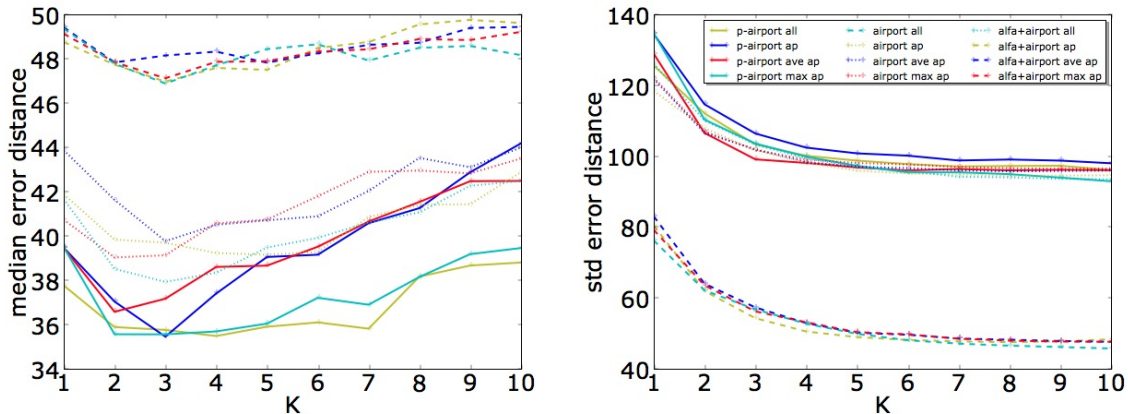 50
48
46
44
42
40
38
36
34
median error distance
1 2 3 4 5 6 7 8 9 10
K
140
120
100
80
60
40
std error distance
p-airport all airport all alfa+airport all
p-airport ap airport ap alfa+airport ap
p-airport ave ap airport ave ap alfa+airport ave ap
p-airport max ap airport max ap alfa+airport max ap
1 2 3 4 5 6 7 8 9 10
K